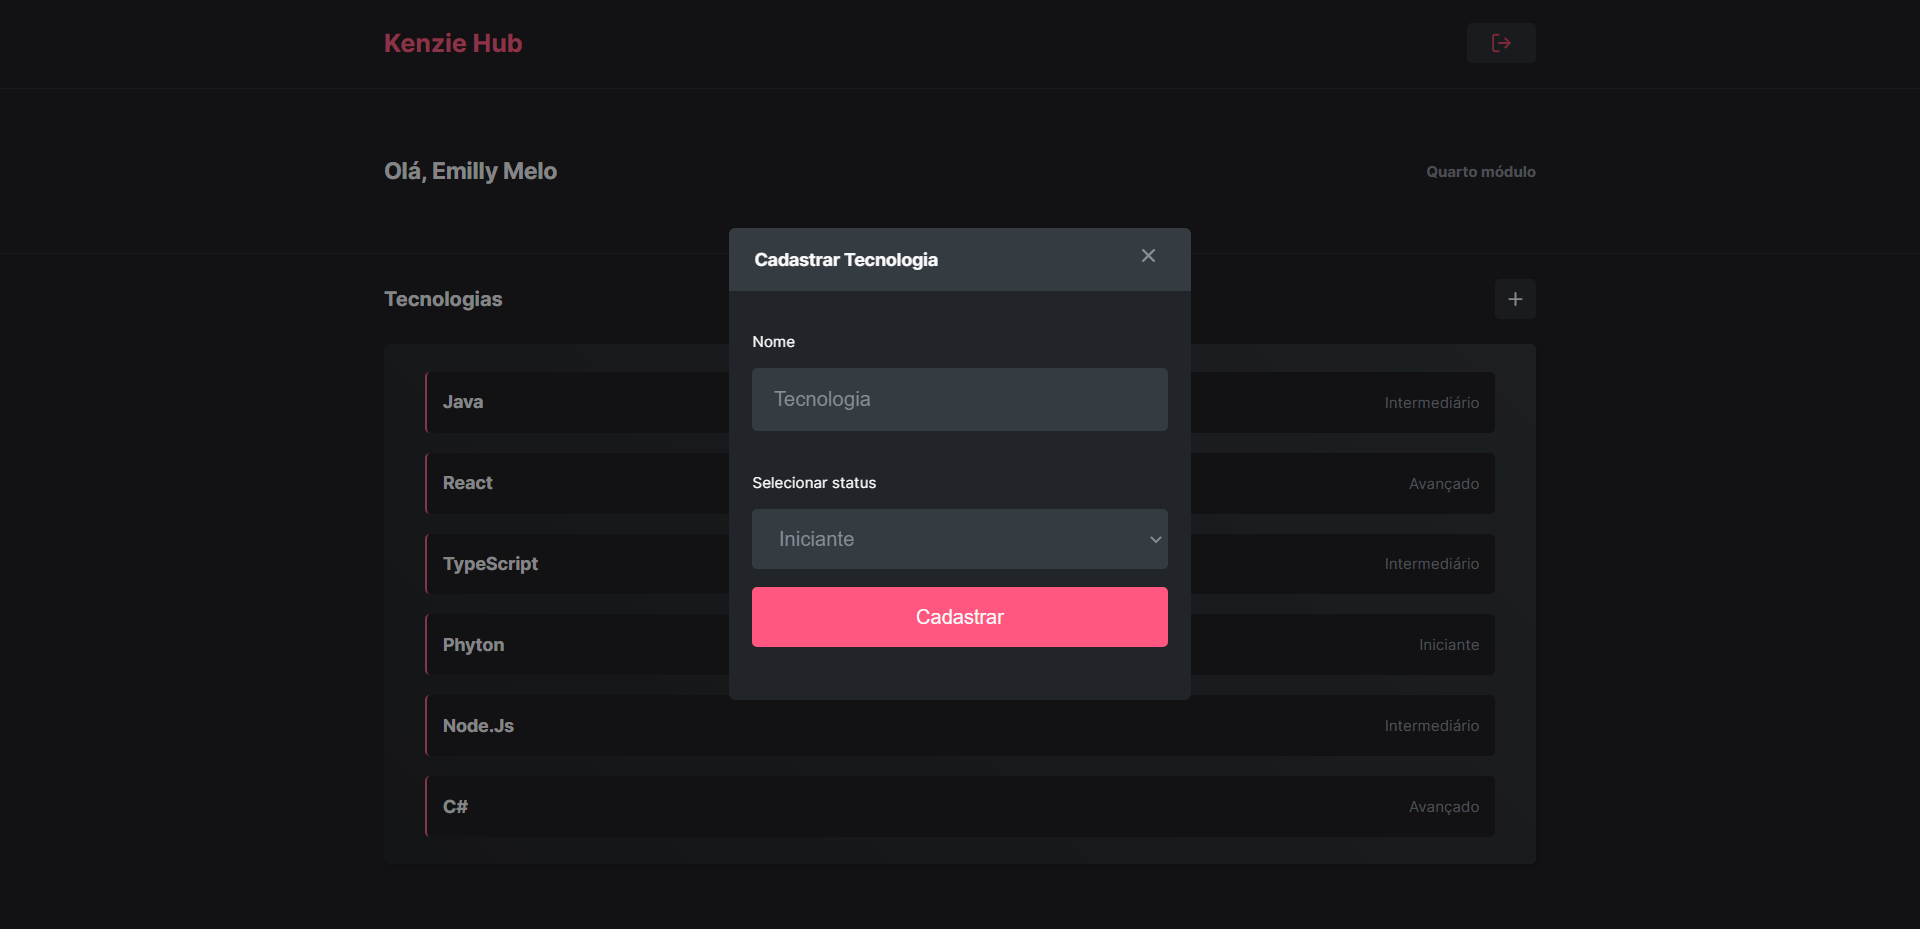 Kenzie Hub
Olá, Emilly Melo
Quarto módulo
Tecnologias
Java
Intermediário
React
Avançado
TypeScript
Intermediário
Phyton
Iniciante
Node.Js
Intermediário
C#
Avançado
Cadastrar Tecnologia
Nome
Tecnologia
Selecionar status
Iniciante
Cadastrar